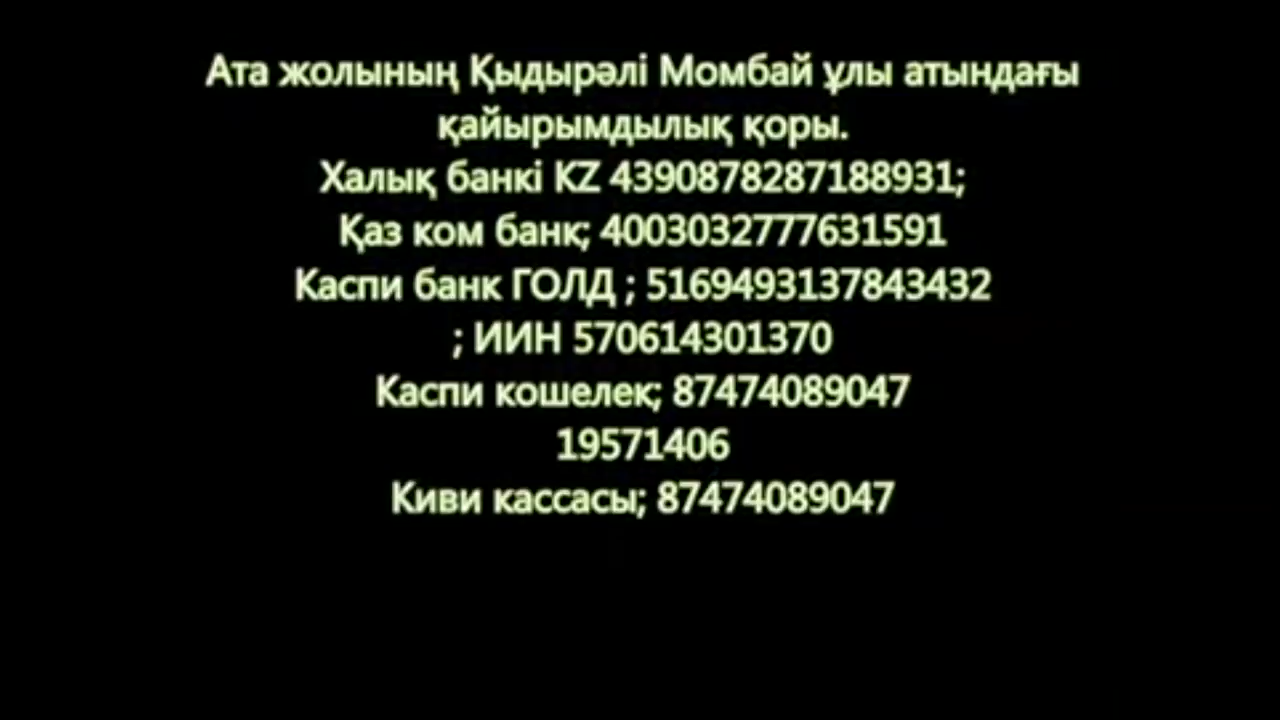 Ата жолының Қыдырәлі Момбай ұлы атындағы
қайырымдылық қоры.
Халық банкі KZ 4390878287188931;
Қаз ком банк; 4003032777631591
Каспи банк ГОЛД ; 5169493137843432
; ИИН 570614301370
Каспи кошелек; 87474089047
19571406
Киви кассасы; 87474089047